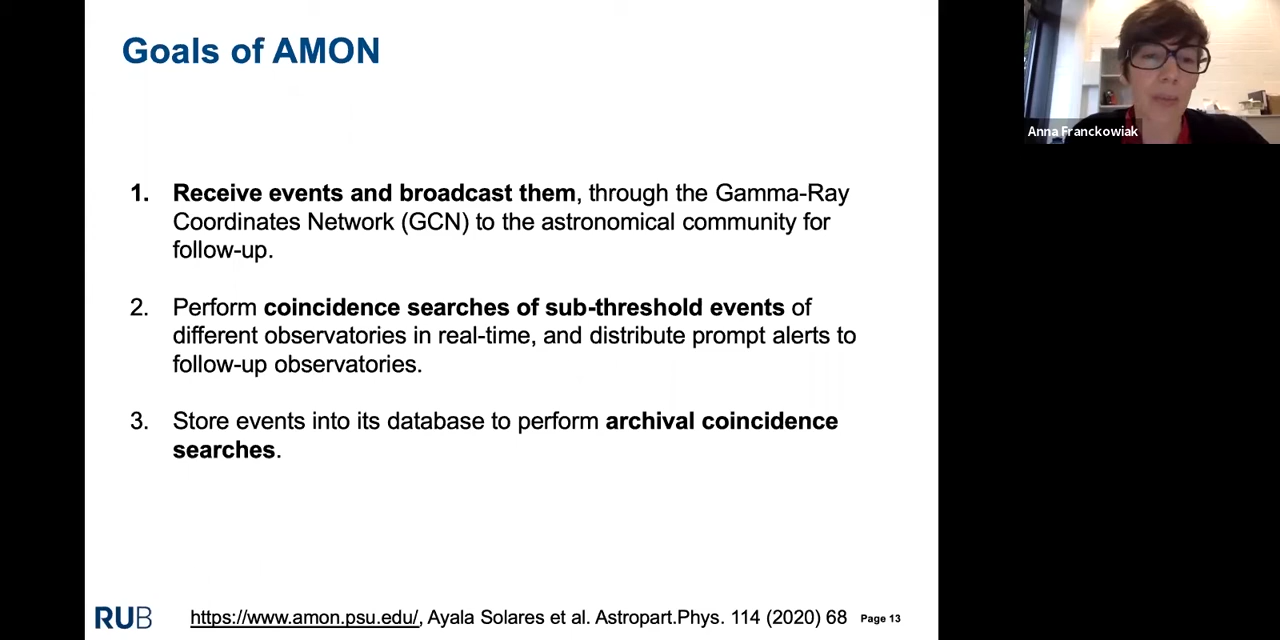 Goals of AMON
Anna Franckowiak
1. Receive events and broadcast them, through the Gamma-Ray
Coordinates Network (GCN) to the astronomical community for
follow-up.
2. Perform coincidence searches of sub-threshold events of
different observatories in real-time, and distribute prompt alerts to
follow-up observatories.
3. Store events into its database to perform archival coincidence
searches.
RUB
https://www.amon.psu.edu/, Ayala Solares et al. Astropart.Phys. 114 (2020) 68
Page 13